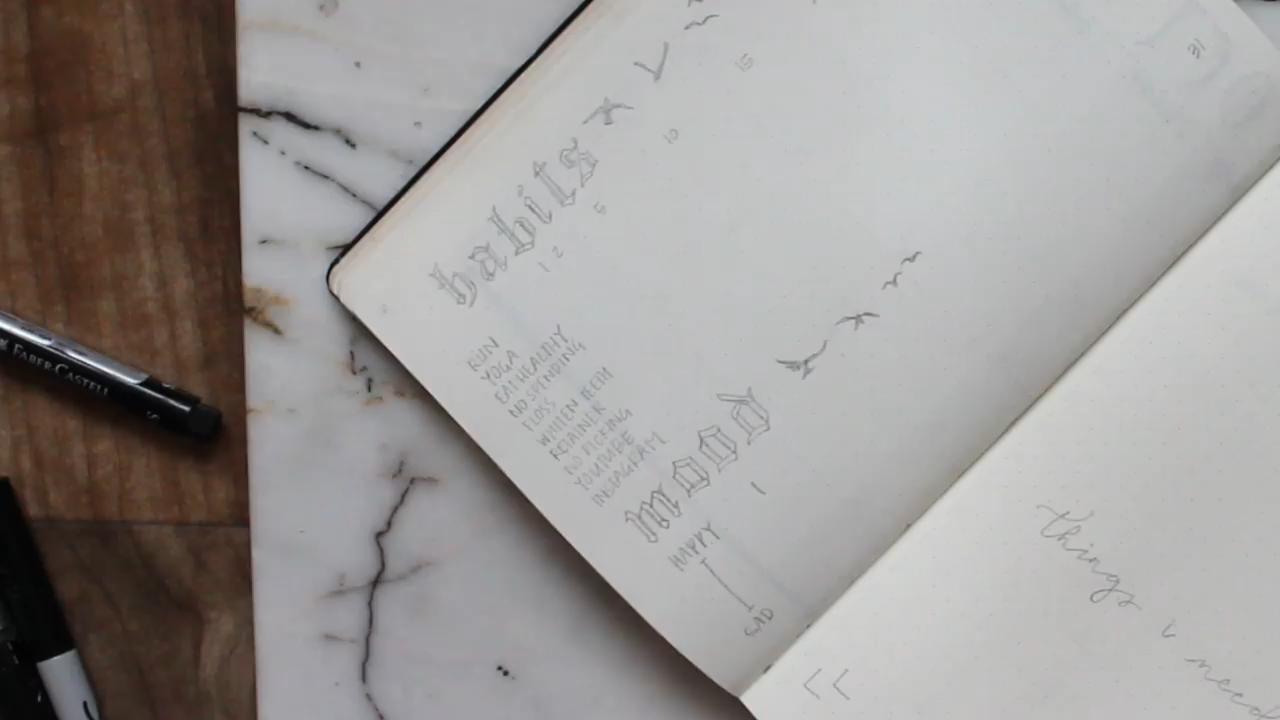 habits
1 2 5 10 15 31
RUN
YOGA
EAT HEALTHY
NO SPENDING
FLOSS
WHITEN TEETH
RETAINER
NO PICKING
YOUTUBE
INSTAGRAM
mood
1
HAPPY
SAD
things i need
FABER-CASTELL
S